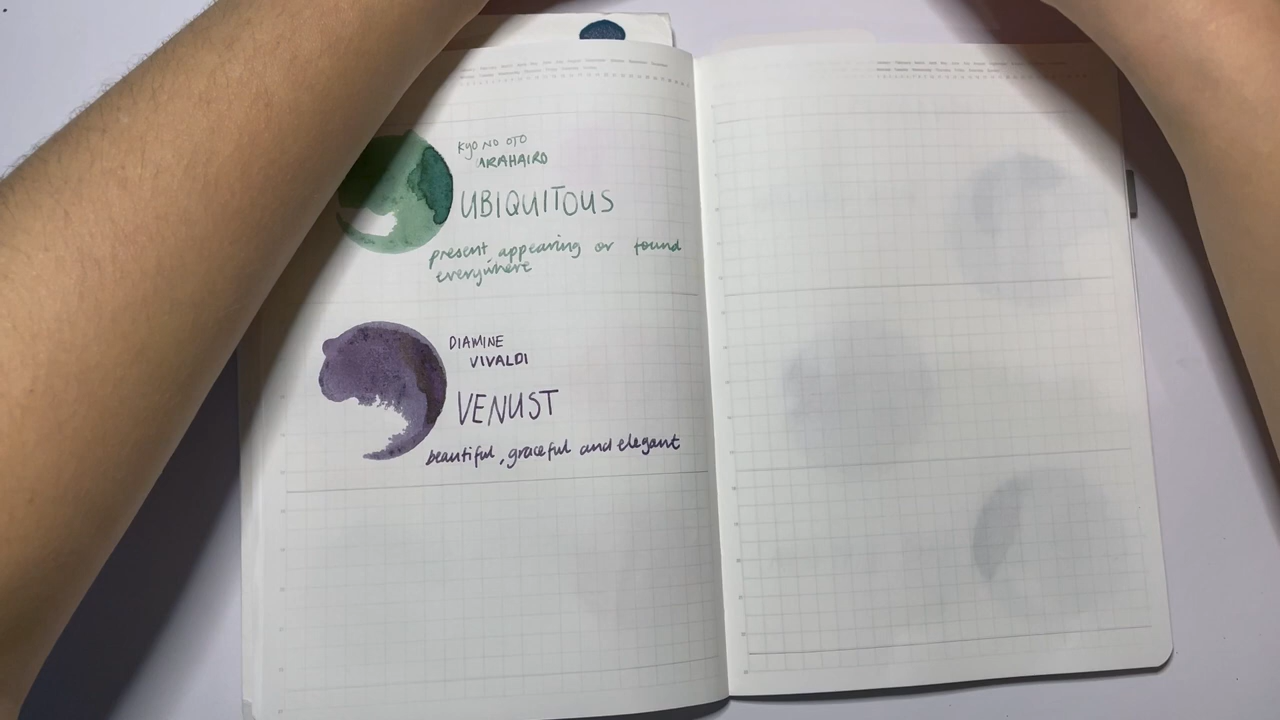 KYO NO OTO
ARAHAIRO
UBIQUITOUS
present, appearing or found
everywhere
DIAMINE
VIVALDI
VENUST
beautiful, graceful and elegant